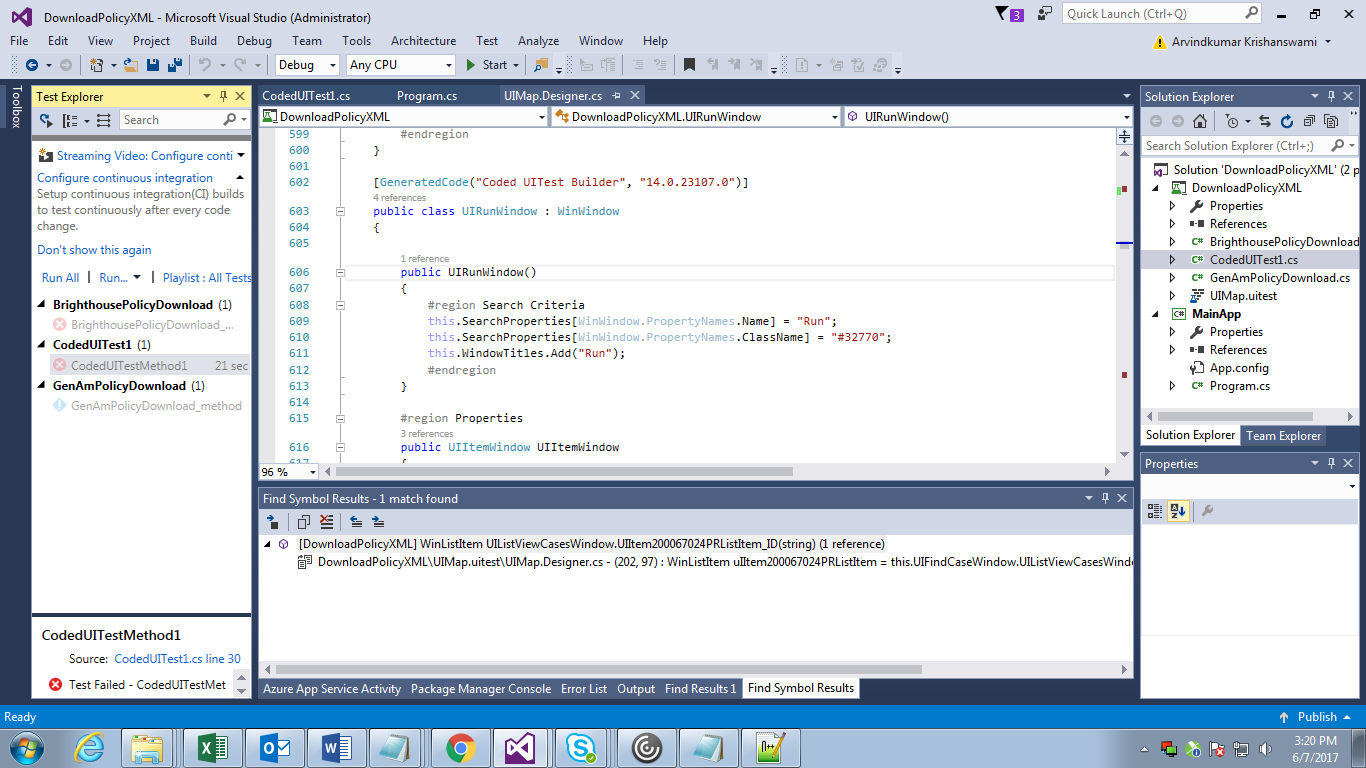 DownloadPolicyXML - Microsoft Visual Studio (Administrator)
3
Quick Launch (Ctrl+Q)
File Edit View Project Build Debug Team Tools Architecture Test Analyze Window Help
Arvindkumar Krishanswami
Debug Any CPU Start
Toolbox
Test Explorer
Search
Streaming Video: Configure conti
Configure continuous integration
Setup continuous integration(CI) builds
to test continuously after every code
change.
Don't show this again
Run All | Run... | Playlist : All Tests
BrighthousePolicyDownload (1)
BrighthousePolicyDownload_...
CodedUITest1 (1)
CodedUITestMethod1 21 sec
GenAmPolicyDownload (1)
GenAmPolicyDownload_method
CodedUITestMethod1
Source: CodedUITest1.cs line 30
Test Failed - CodedUITestMet
CodedUITest1.cs Program.cs UIMap.Designer.cs
DownloadPolicyXML DownloadPolicyXML.UIRunWindow UIRunWindow()
599 #endregion
600 }
601
602 [GeneratedCode("Coded UITest Builder", "14.0.23107.0")]
4 references
603 public class UIRunWindow : WinWindow
604 {
605
1 reference
606 public UIRunWindow()
607 {
608 #region Search Criteria
609 this.SearchProperties[WinWindow.PropertyNames.Name] = "Run";
610 this.SearchProperties[WinWindow.PropertyNames.ClassName] = "#32770";
611 this.WindowTitles.Add("Run");
612 #endregion
613 }
614
615 #region Properties
3 references
616 public UIItemWindow UIItemWindow
617 {
96 %
Find Symbol Results - 1 match found
[DownloadPolicyXML] WinListItem UIListViewCasesWindow.UIItem200067024PRListItem_ID(string) (1 reference)
DownloadPolicyXML\UIMap.uitest\UIMap.Designer.cs - (202, 97) : WinListItem uIItem200067024PRListItem = this.UIFindCaseWindow.UIListViewCasesWind
Azure App Service Activity Package Manager Console Error List Output Find Results 1 Find Symbol Results
Solution Explorer
Search Solution Explorer (Ctrl+;)
Solution 'DownloadPolicyXML' (2 p
DownloadPolicyXML
Properties
References
BrighthousePolicyDownload
CodedUITest1.cs
GenAmPolicyDownload.cs
UIMap.uitest
MainApp
Properties
References
App.config
Program.cs
Solution Explorer Team Explorer
Properties
Ready
Publish
3:20 PM
6/7/2017